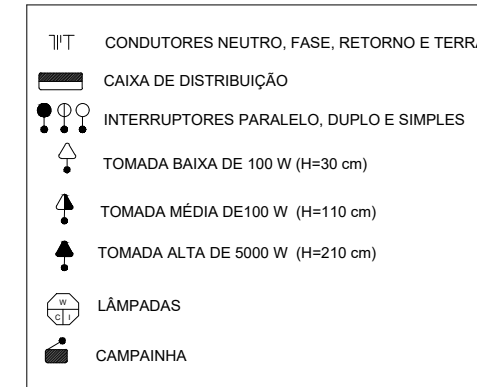 CONDUTORES NEUTRO, FASE, RETORNO E TERRA
CAIXA DE DISTRIBUIÇÃO
INTERRUPTORES PARALELO, DUPLO E SIMPLES
TOMADA BAIXA DE 100 W (H=30 cm)
TOMADA MÉDIA DE100 W (H=110 cm)
TOMADA ALTA DE 5000 W (H=210 cm)
W
C I
LÂMPADAS
CAMPAINHA